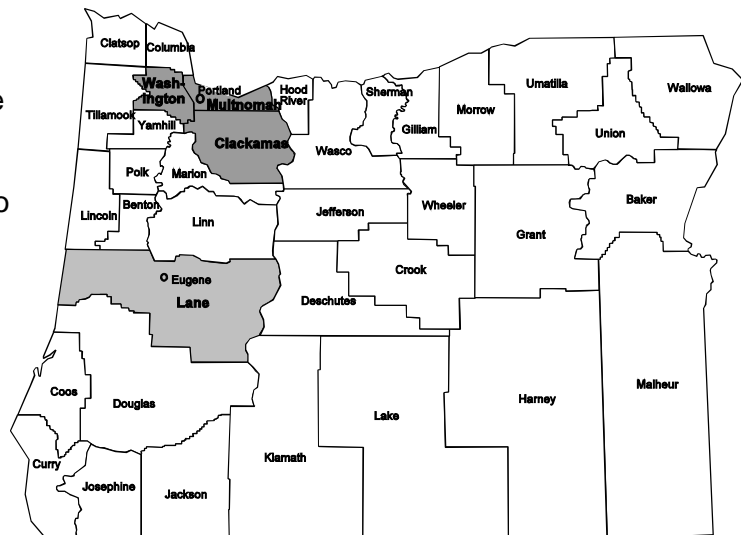 Clatsop
Columbia
Wash-
ington
Portland
Multnomah
Hood
River
Sherman
Gilliam
Morrow
Umatilla
Wallowa
Union
Tillamook
Yamhill
Clackamas
Wasco
Polk
Marion
Lincoln
Benton
Linn
Jefferson
Wheeler
Grant
Baker
Eugene
Lane
Crook
Deschutes
Coos
Douglas
Lake
Harney
Malheur
Curry
Klamath
Josephine
Jackson
e
o